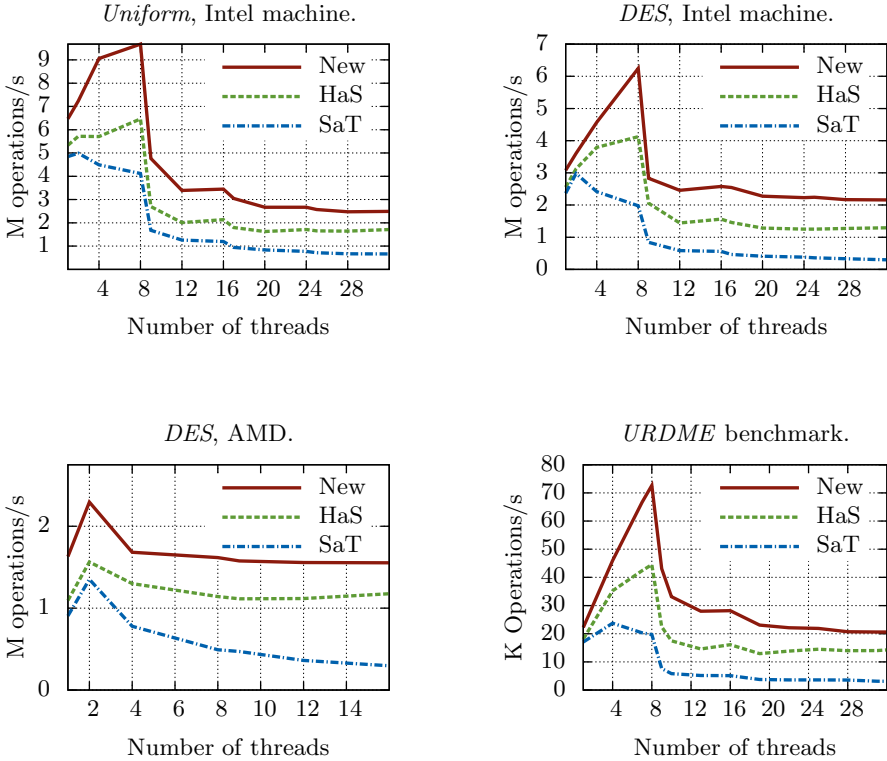 Uniform, Intel machine.
M operations/s
9
8
7
6
5
4
3
2
1
New
HaS
SaT
4 8 12 16 20 24 28
Number of threads
DES, Intel machine.
M operations/s
7
6
5
4
3
2
1
0
New
HaS
SaT
4 8 12 16 20 24 28
Number of threads
DES, AMD.
M operations/s
2
1
0
New
HaS
SaT
2 4 6 8 10 12 14
Number of threads
URDME benchmark.
K Operations/s
80
70
60
50
40
30
20
10
0
New
HaS
SaT
4 8 12 16 20 24 28
Number of threads